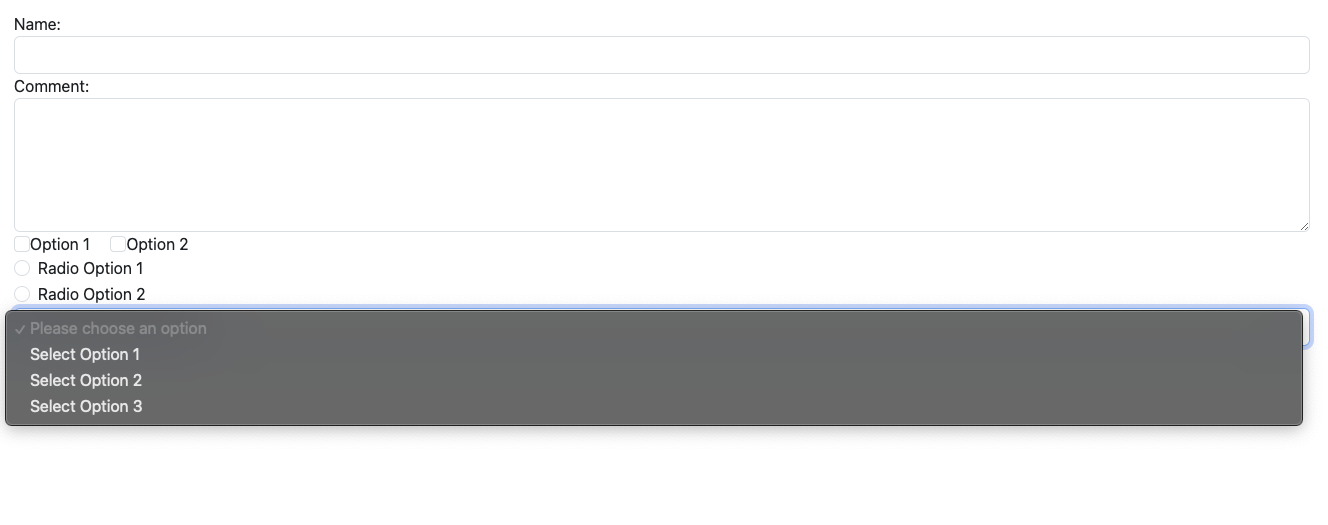 Name:
Comment:
Option 1 Option 2
Radio Option 1
Radio Option 2
✓ Please choose an option
Select Option 1
Select Option 2
Select Option 3